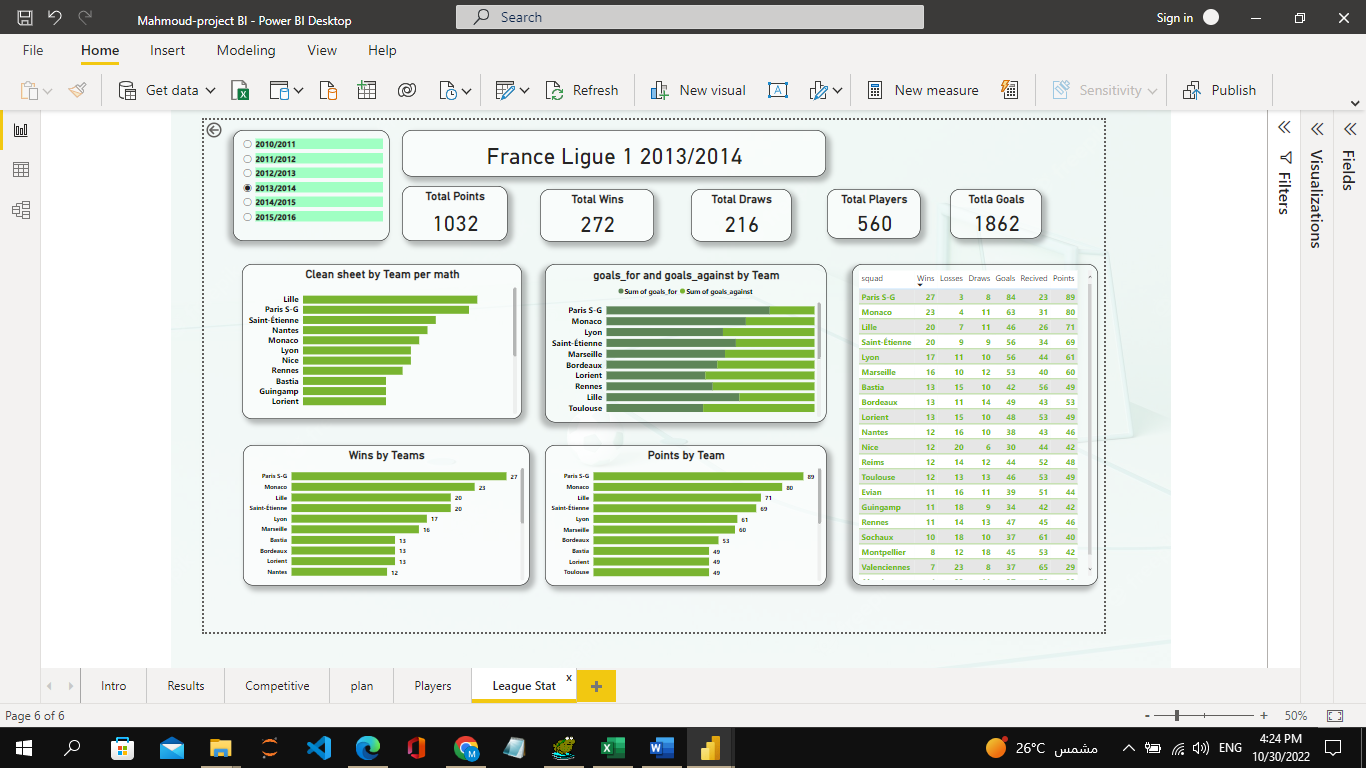 Mahmoud-project BI - Power BI Desktop
Search
Sign in
File Home Insert Modeling View Help
Get data
Refresh
New visual
New measure
Sensitivity
Publish
2010/2011
2011/2012
2012/2013
2013/2014
2014/2015
2015/2016
France Ligue 1 2013/2014
Total Points
1032
Total Wins
272
Total Draws
216
Total Players
560
Totla Goals
1862
Filters
Visualizations
Fields
Clean sheet by Team per math
Lille
Paris S-G
Saint-Étienne
Nantes
Monaco
Lyon
Nice
Rennes
Bastia
Guingamp
Lorient
goals_for and goals_against by Team
Sum of goals_for Sum of goals_against
Paris S-G
Monaco
Lyon
Saint-Étienne
Marseille
Bordeaux
Lorient
Rennes
Lille
Toulouse
squad Wins Losses Draws Goals Recived Points
Paris S-G 27 3 8 84 23 89
Monaco 23 4 11 63 31 80
Lille 20 7 11 46 26 71
Saint-Étienne 20 9 9 56 34 69
Lyon 17 11 10 56 44 61
Marseille 16 10 12 53 40 60
Bastia 13 15 10 42 56 49
Bordeaux 13 11 14 49 43 53
Lorient 13 15 10 48 53 49
Nantes 12 16 10 38 43 46
Nice 12 20 6 30 44 42
Reims 12 14 12 44 52 48
Toulouse 12 13 13 46 53 49
Evian 11 16 11 39 51 44
Guingamp 11 18 9 34 42 42
Rennes 11 14 13 47 45 46
Sochaux 10 18 10 37 61 40
Montpellier 8 12 18 45 53 42
Valenciennes 7 23 8 37 65 29
Wins by Teams
Paris S-G 27
Monaco 23
Lille 20
Saint-Étienne 20
Lyon 17
Marseille 16
Bastia 13
Bordeaux 13
Lorient 13
Nantes 12
Points by Team
Paris S-G 89
Monaco 80
Lille 71
Saint-Étienne 69
Lyon 61
Marseille 60
Bordeaux 53
Bastia 49
Lorient 49
Toulouse 49
Intro Results Competitive plan Players League Stat x +
Page 6 of 6
- + 50%
26°C مشمس
ENG
4:24 PM
10/30/2022